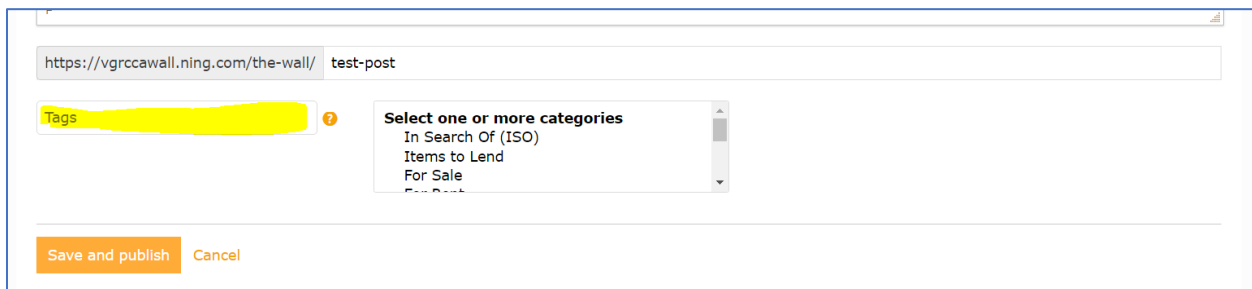 https://vgrccawall.ning.com/the-wall/ test-post
Tags ?
Select one or more categories
In Search Of (ISO)
Items to Lend
For Sale
Save and publish Cancel